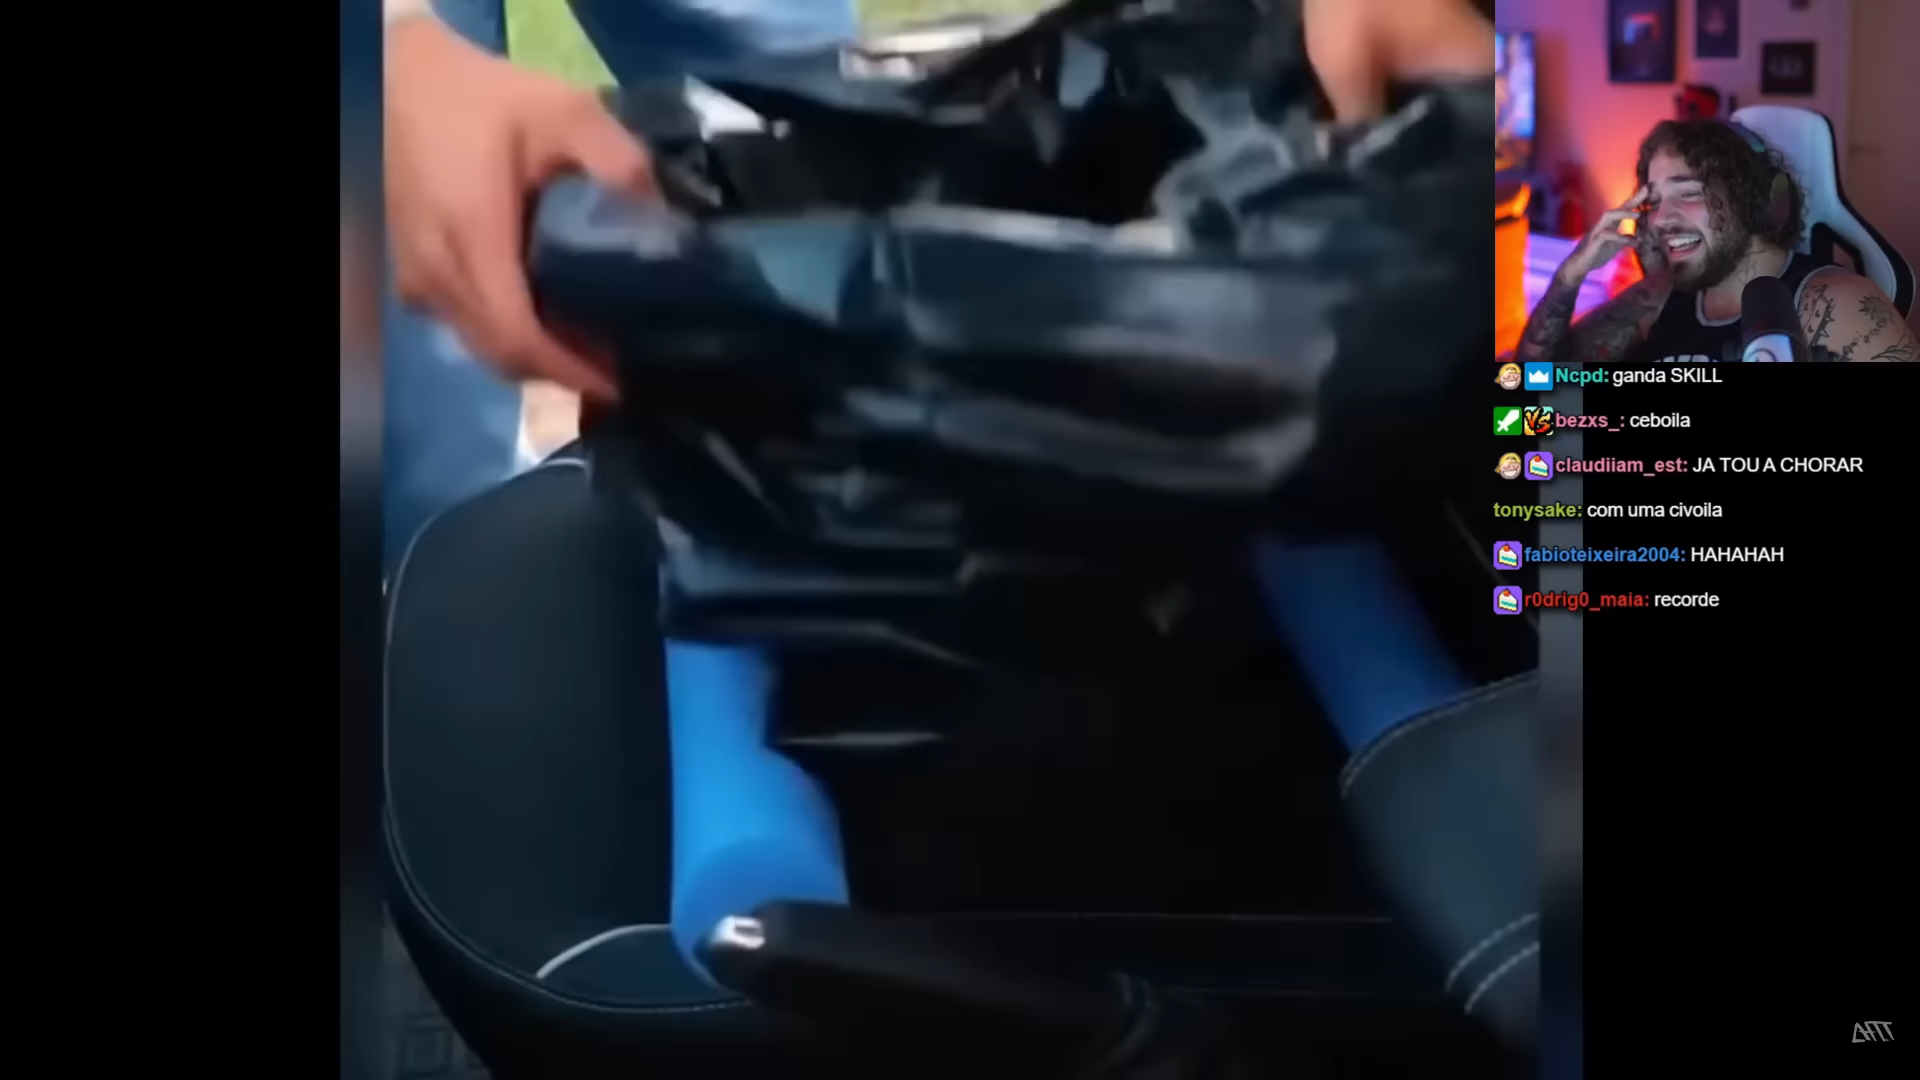 Ncpd: ganda SKILL
bezxs_: ceboila
claudiiam_est: JA TOU A CHORAR
tonysake: com uma civoila
fabioteixeira2004: HAHAHAH
r0drig0_maia: recorde